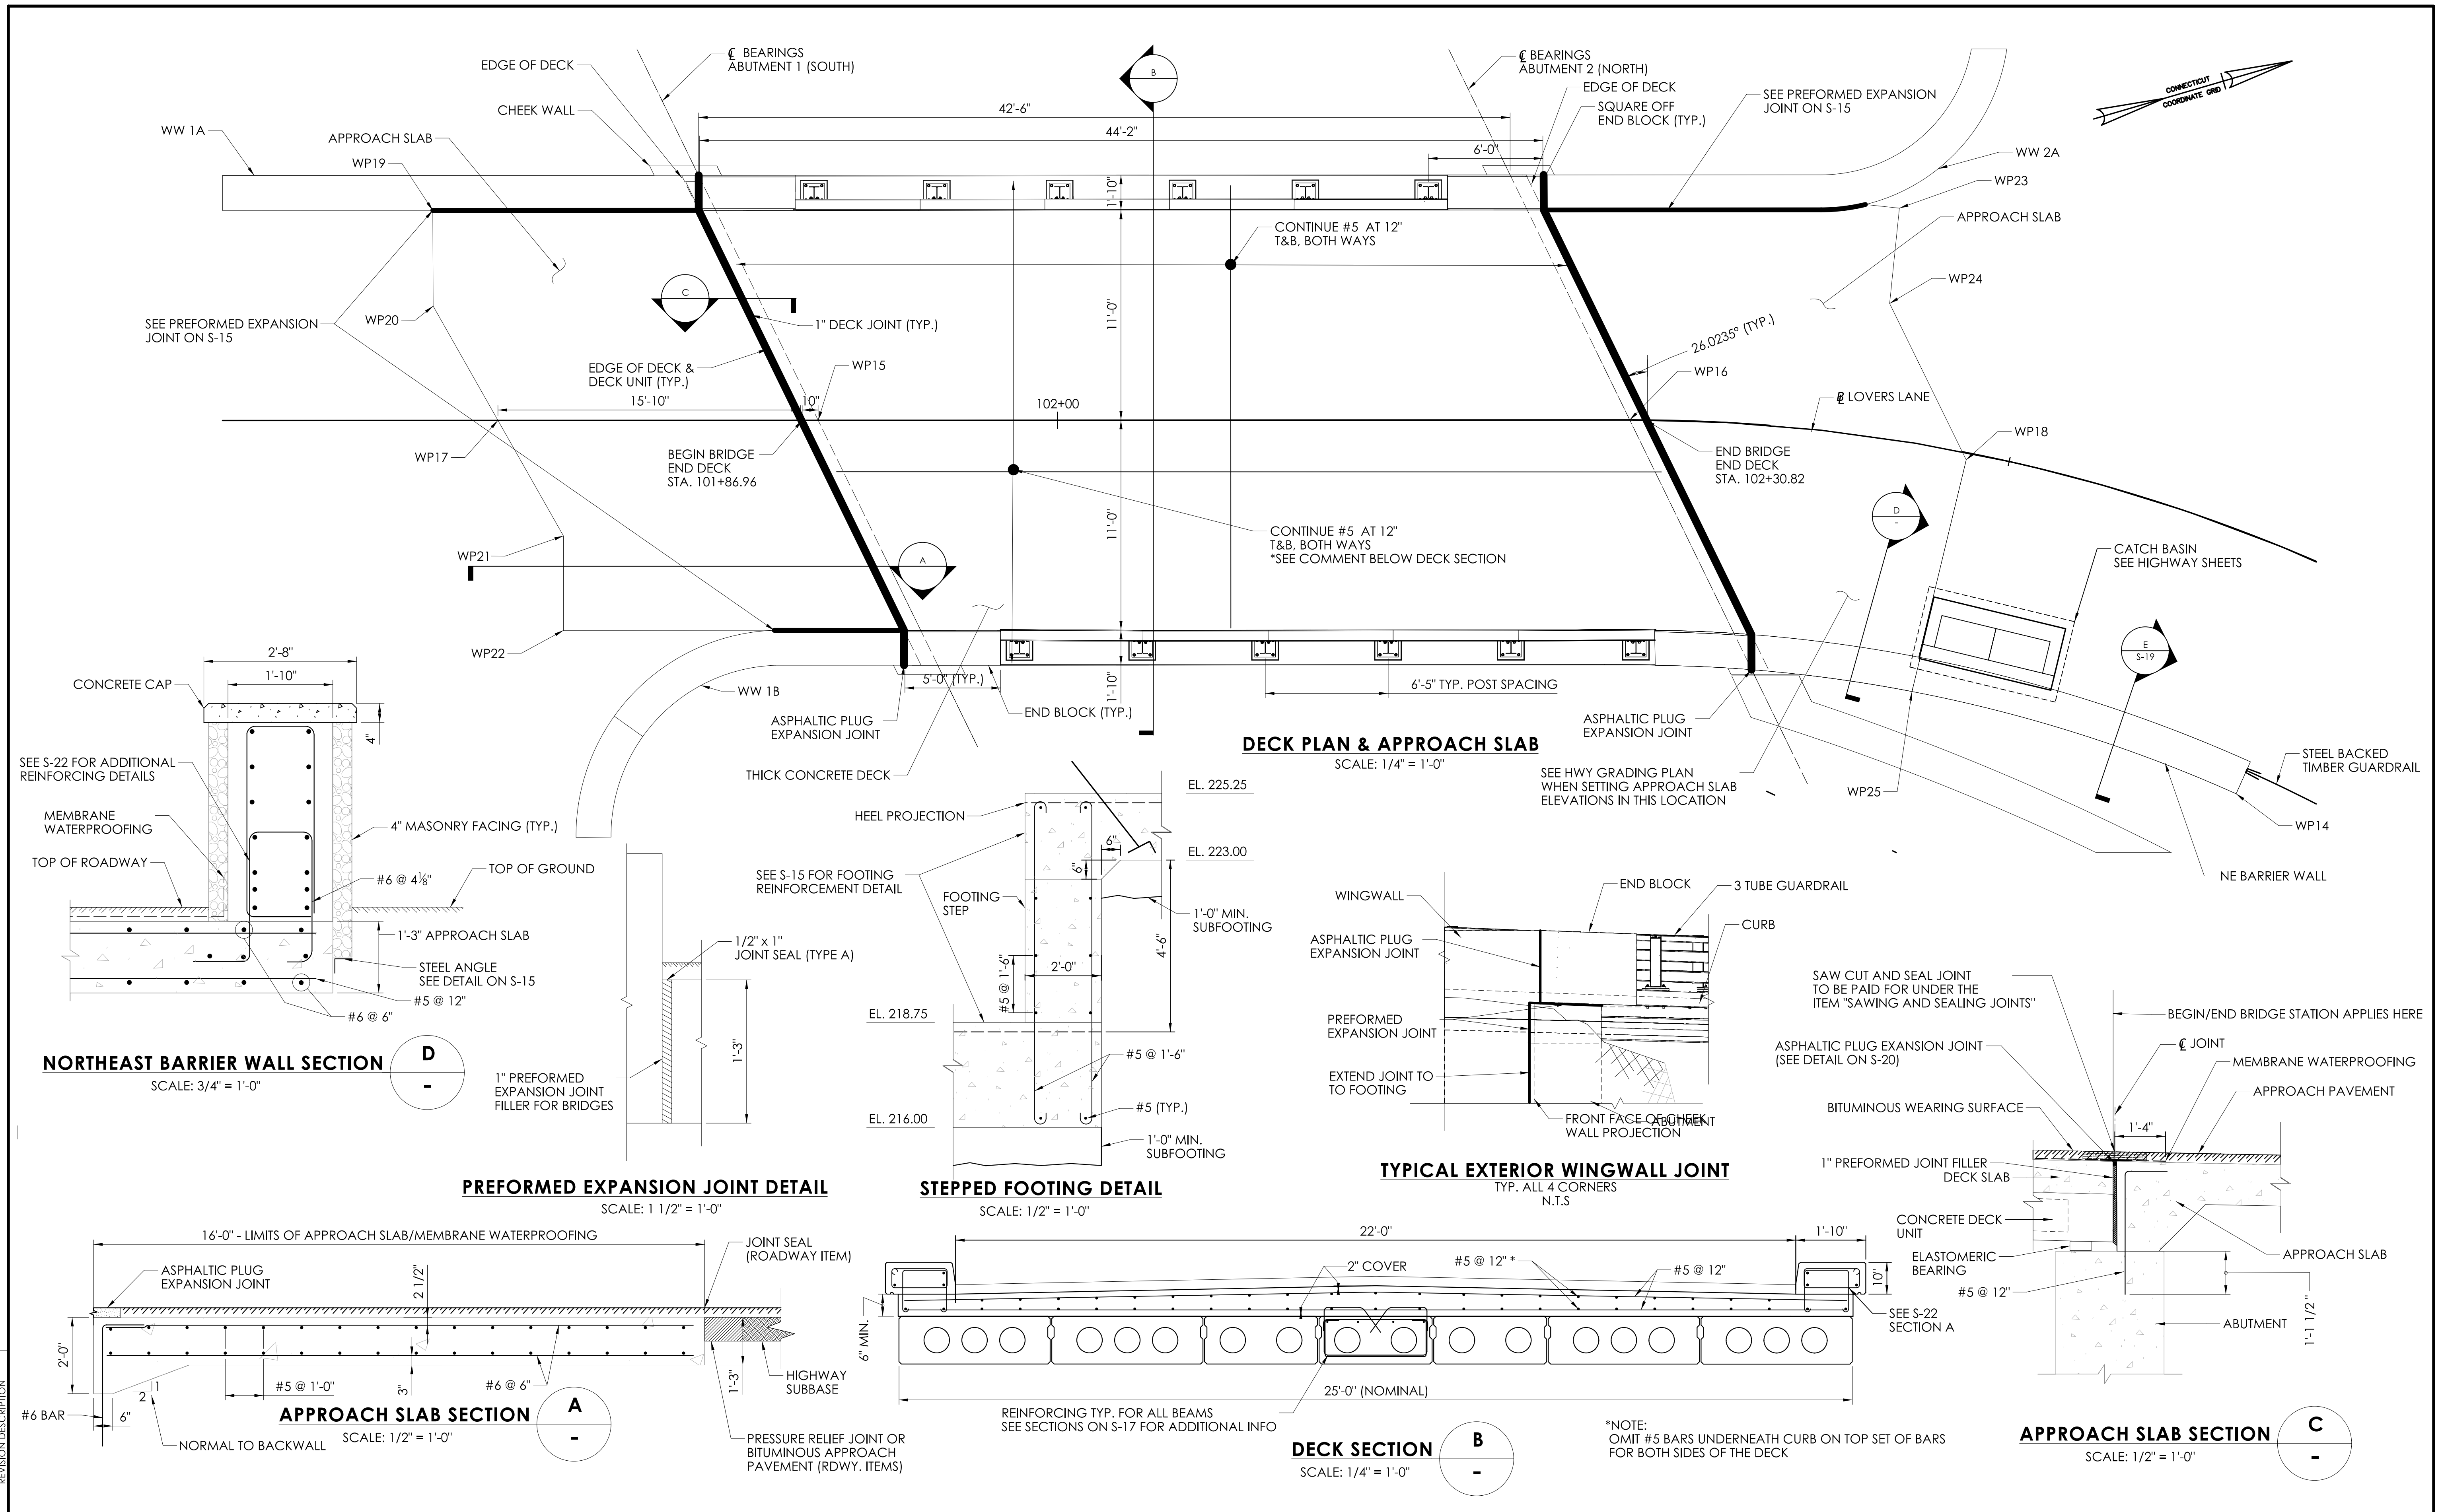 EDGE OF DECK
℄ BEARINGS
ABUTMENT 1 (SOUTH)
B
℄ BEARINGS
ABUTMENT 2 (NORTH)
EDGE OF DECK
SQUARE OFF
END BLOCK (TYP.)
SEE PREFORMED EXPANSION
JOINT ON S-15
CONNECTICUT
COORDINATE GRID
CHEEK WALL
42'-6"
44'-2"
6'-0"
WW 1A
APPROACH SLAB
WP19
WW 2A
WP23
APPROACH SLAB
1'-10"
CONTINUE #5 AT 12"
T&B, BOTH WAYS
WP24
C
SEE PREFORMED EXPANSION
JOINT ON S-15
WP20
1" DECK JOINT (TYP.)
11'-0"
26.0235° (TYP.)
EDGE OF DECK &
DECK UNIT (TYP.)
WP15
WP16
15'-10"
10"
102+00
LOVERS LANE
WP17
BEGIN BRIDGE
END DECK
STA. 101+86.96
END BRIDGE
END DECK
STA. 102+30.82
WP18
11'-0"
CONTINUE #5 AT 12"
T&B, BOTH WAYS
*SEE COMMENT BELOW DECK SECTION
D
-
WP21
A
CATCH BASIN
SEE HIGHWAY SHEETS
WP22
E
S-19
WW 1B
5'-0" (TYP.)
1'-10"
6'-5" TYP. POST SPACING
END BLOCK (TYP.)
ASPHALTIC PLUG
EXPANSION JOINT
ASPHALTIC PLUG
EXPANSION JOINT
THICK CONCRETE DECK
DECK PLAN & APPROACH SLAB
SCALE: 1/4" = 1'-0"
SEE HWY GRADING PLAN
WHEN SETTING APPROACH SLAB
ELEVATIONS IN THIS LOCATION
WP25
STEEL BACKED
TIMBER GUARDRAIL
WP14
NE BARRIER WALL
2'-8"
1'-10"
CONCRETE CAP
4"
SEE S-22 FOR ADDITIONAL
REINFORCING DETAILS
MEMBRANE
WATERPROOFING
4" MASONRY FACING (TYP.)
TOP OF ROADWAY
TOP OF GROUND
#6 @ 4⅛"
1'-3" APPROACH SLAB
STEEL ANGLE
SEE DETAIL ON S-15
#5 @ 12"
#6 @ 6"
NORTHEAST BARRIER WALL SECTION
D
-
SCALE: 3/4" = 1'-0"
1/2" x 1"
JOINT SEAL (TYPE A)
1'-3"
1" PREFORMED
EXPANSION JOINT
FILLER FOR BRIDGES
PREFORMED EXPANSION JOINT DETAIL
SCALE: 1 1/2" = 1'-0"
EL. 225.25
HEEL PROJECTION
EL. 223.00
6"
6"
SEE S-15 FOR FOOTING
REINFORCEMENT DETAIL
FOOTING
STEP
1'-0" MIN.
SUBFOOTING
4'-6"
2'-0"
#5 @ 1'-6"
EL. 218.75
#5 @ 1'-6"
#5 (TYP.)
EL. 216.00
1'-0" MIN.
SUBFOOTING
STEPPED FOOTING DETAIL
SCALE: 1/2" = 1'-0"
END BLOCK
3 TUBE GUARDRAIL
WINGWALL
CURB
ASPHALTIC PLUG
EXPANSION JOINT
PREFORMED
EXPANSION JOINT
EXTEND JOINT TO
TO FOOTING
FRONT FACE OF CHEEK
WALL PROJECTION
ABUTMENT
TYPICAL EXTERIOR WINGWALL JOINT
TYP. ALL 4 CORNERS
N.T.S
SAW CUT AND SEAL JOINT
TO BE PAID FOR UNDER THE
ITEM "SAWING AND SEALING JOINTS"
BEGIN/END BRIDGE STATION APPLIES HERE
℄ JOINT
ASPHALTIC PLUG EXANSION JOINT
(SEE DETAIL ON S-20)
MEMBRANE WATERPROOFING
APPROACH PAVEMENT
BITUMINOUS WEARING SURFACE
1'-4"
1" PREFORMED JOINT FILLER
DECK SLAB
CONCRETE DECK
UNIT
ELASTOMERIC
BEARING
APPROACH SLAB
#5 @ 12"
1'-1 1/2"
ABUTMENT
APPROACH SLAB SECTION
C
-
SCALE: 1/2" = 1'-0"
16'-0" - LIMITS OF APPROACH SLAB/MEMBRANE WATERPROOFING
JOINT SEAL
(ROADWAY ITEM)
ASPHALTIC PLUG
EXPANSION JOINT
2 1/2"
2'-0"
1'-3"
1
2
#5 @ 1'-0"
3"
#6 @ 6"
HIGHWAY
SUBBASE
#6 BAR
6"
NORMAL TO BACKWALL
APPROACH SLAB SECTION
A
-
SCALE: 1/2" = 1'-0"
PRESSURE RELIEF JOINT OR
BITUMINOUS APPROACH
PAVEMENT (RDWY. ITEMS)
22'-0"
1'-10"
2" COVER
#5 @ 12" *
#5 @ 12"
10"
6" MIN.
SEE S-22
SECTION A
25'-0" (NOMINAL)
REINFORCING TYP. FOR ALL BEAMS
SEE SECTIONS ON S-17 FOR ADDITIONAL INFO
DECK SECTION
B
-
SCALE: 1/4" = 1'-0"
*NOTE:
OMIT #5 BARS UNDERNEATH CURB ON TOP SET OF BARS
FOR BOTH SIDES OF THE DECK
REVISION DESCRIPTION